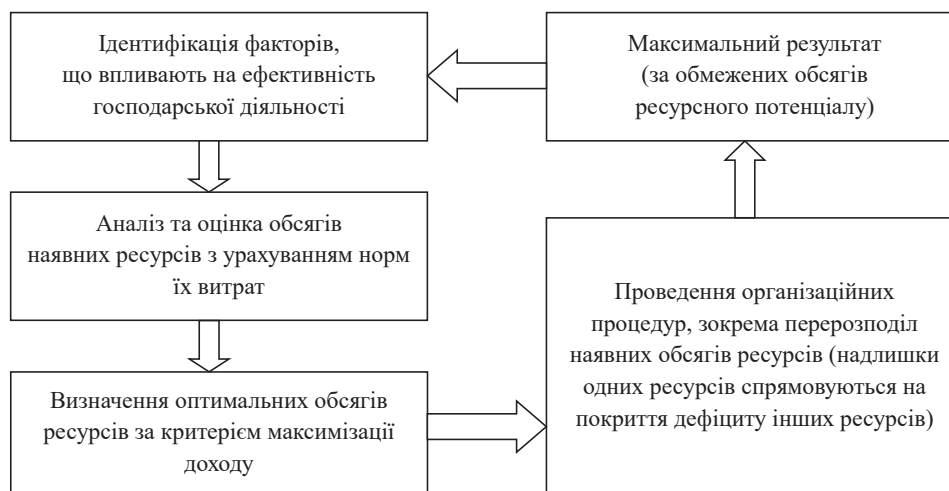 Ідентифікація факторів,
що впливають на ефективність
господарської діяльності
Аналіз та оцінка обсягів
наявних ресурсів з урахуванням норм
їх витрат
Визначення оптимальних обсягів
ресурсів за критерієм максимізації
доходу
Проведення організаційних
процедур, зокрема перерозподіл
наявних обсягів ресурсів (надлишки
одних ресурсів спрямовуються на
покриття дефіциту інших ресурсів)
Максимальний результат
(за обмежених обсягів
ресурсного потенціалу)